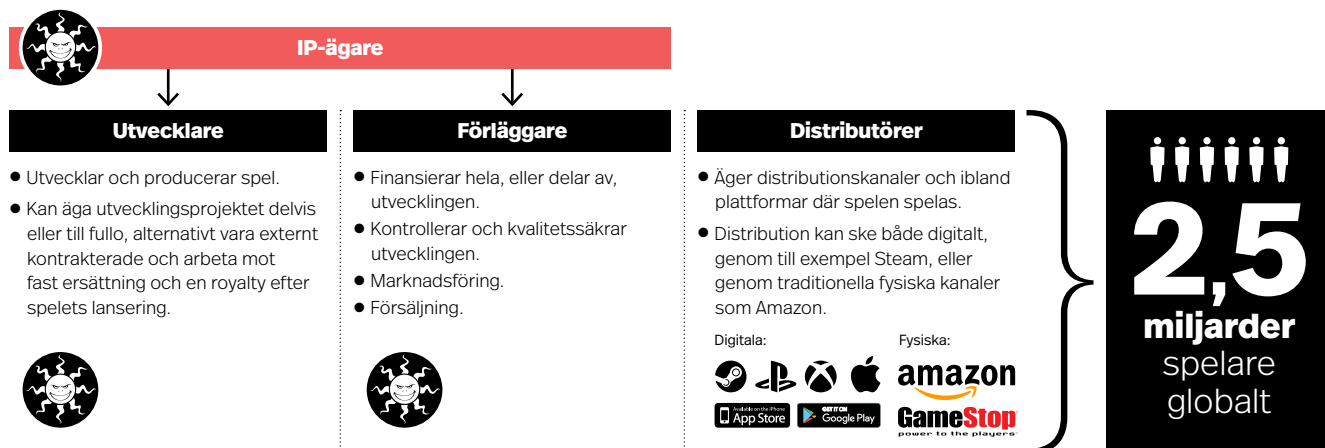 IP-ägare
Utvecklare
• Utvecklar och producerar spel.
• Kan äga utvecklingsprojektet delvis
eller till fullo, alternativt vara externt
kontrakterade och arbeta mot
fast ersättning och en royalty efter
spelets lansering.
Förläggare
• Finansierar hela, eller delar av,
utvecklingen.
• Kontrollerar och kvalitetssäkrar
utvecklingen.
• Marknadsföring.
• Försäljning.
Distributörer
• Äger distributionskanaler och ibland
plattformar där spelen spelas.
• Distribution kan ske både digitalt,
genom till exempel Steam, eller
genom traditionella fysiska kanaler
som Amazon.
Digitala:
Available on the iPhone
App Store
GET IT ON
Google Play
Fysiska:
amazon
GameStop
power to the players
2,5
miljarder
spelare
globalt